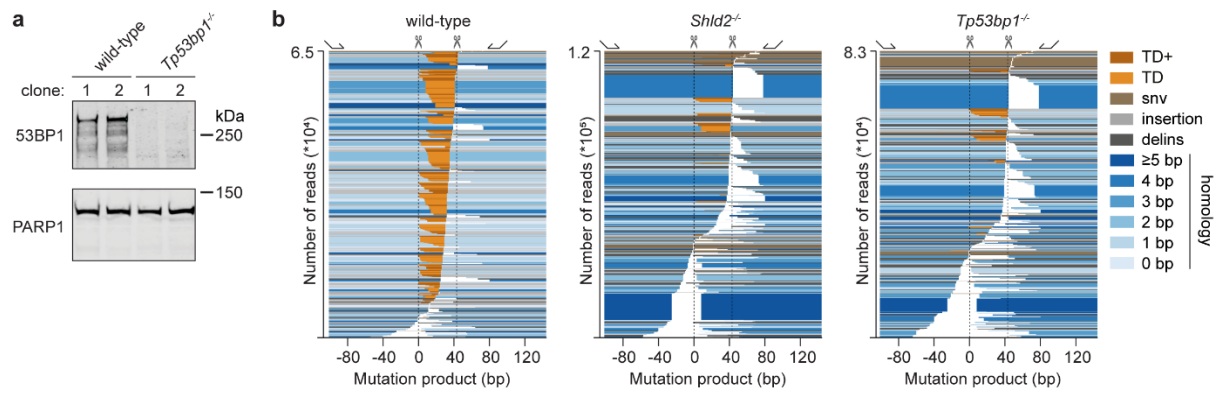 a
wild-type
Tp53bp1-/-
clone: 1 2 1 2
kDa
53BP1
250
150
PARP1
b
wild-type
Shld2-/-
Tp53bp1-/-
6.5
Number of reads (*10⁴)
-80 -40 0 40 80 120
Mutation product (bp)
1.2
Number of reads (*10⁵)
-80 -40 0 40 80 120
Mutation product (bp)
8.3
Number of reads (*10⁴)
-80 -40 0 40 80 120
Mutation product (bp)
TD+
TD
snv
insertion
delins
≥5 bp
4 bp
3 bp
2 bp
1 bp
0 bp
homology